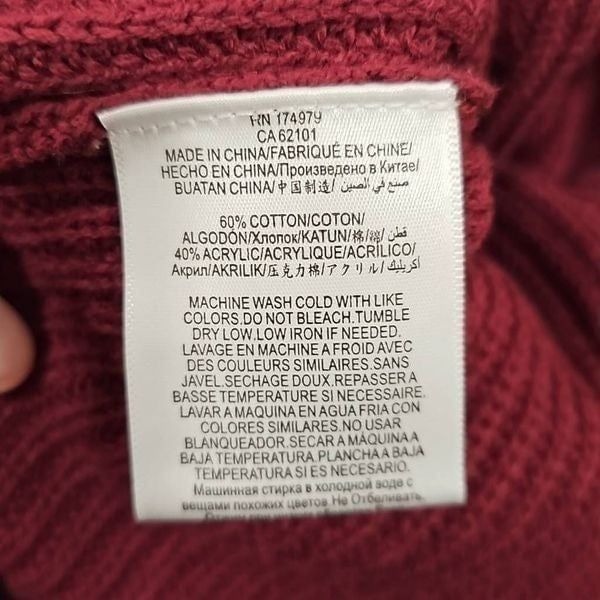 RN 174979
CA 62101
MADE IN CHINA/FABRIQUÉ EN CHINE/
HECHO EN CHINA/Произведено в Китае/
BUATAN CHINA/中国制造/ صنع في الصين/
60% COTTON/COTON/
ALGODÓN/Хлопок/KATUN/棉/綿/ قطن/
40% ACRYLIC/ACRYLIQUE/ACRÍLICO/
Акрил/AKRILIK/压克力棉/アクリル/ أكريليك/
MACHINE WASH COLD WITH LIKE
COLORS.DO NOT BLEACH.TUMBLE
DRY LOW.LOW IRON IF NEEDED.
LAVAGE EN MACHINE A FROID AVEC
DES COULEURS SIMILAIRES.SANS
JAVEL.SECHAGE DOUX.REPASSER A
BASSE TEMPERATURE SI NECESSAIRE.
LAVAR A MAQUINA EN AGUA FRIA CON
COLORES SIMILARES.NO USAR
BLANQUEADOR.SECAR A MÁQUINA A
BAJA TEMPERATURA.PLANCHA A BAJA
TEMPERATURA SI ES NECESARIO.
Машинная стирка в холодной воде с
вещами похожих цветов.Не Отбеливать.